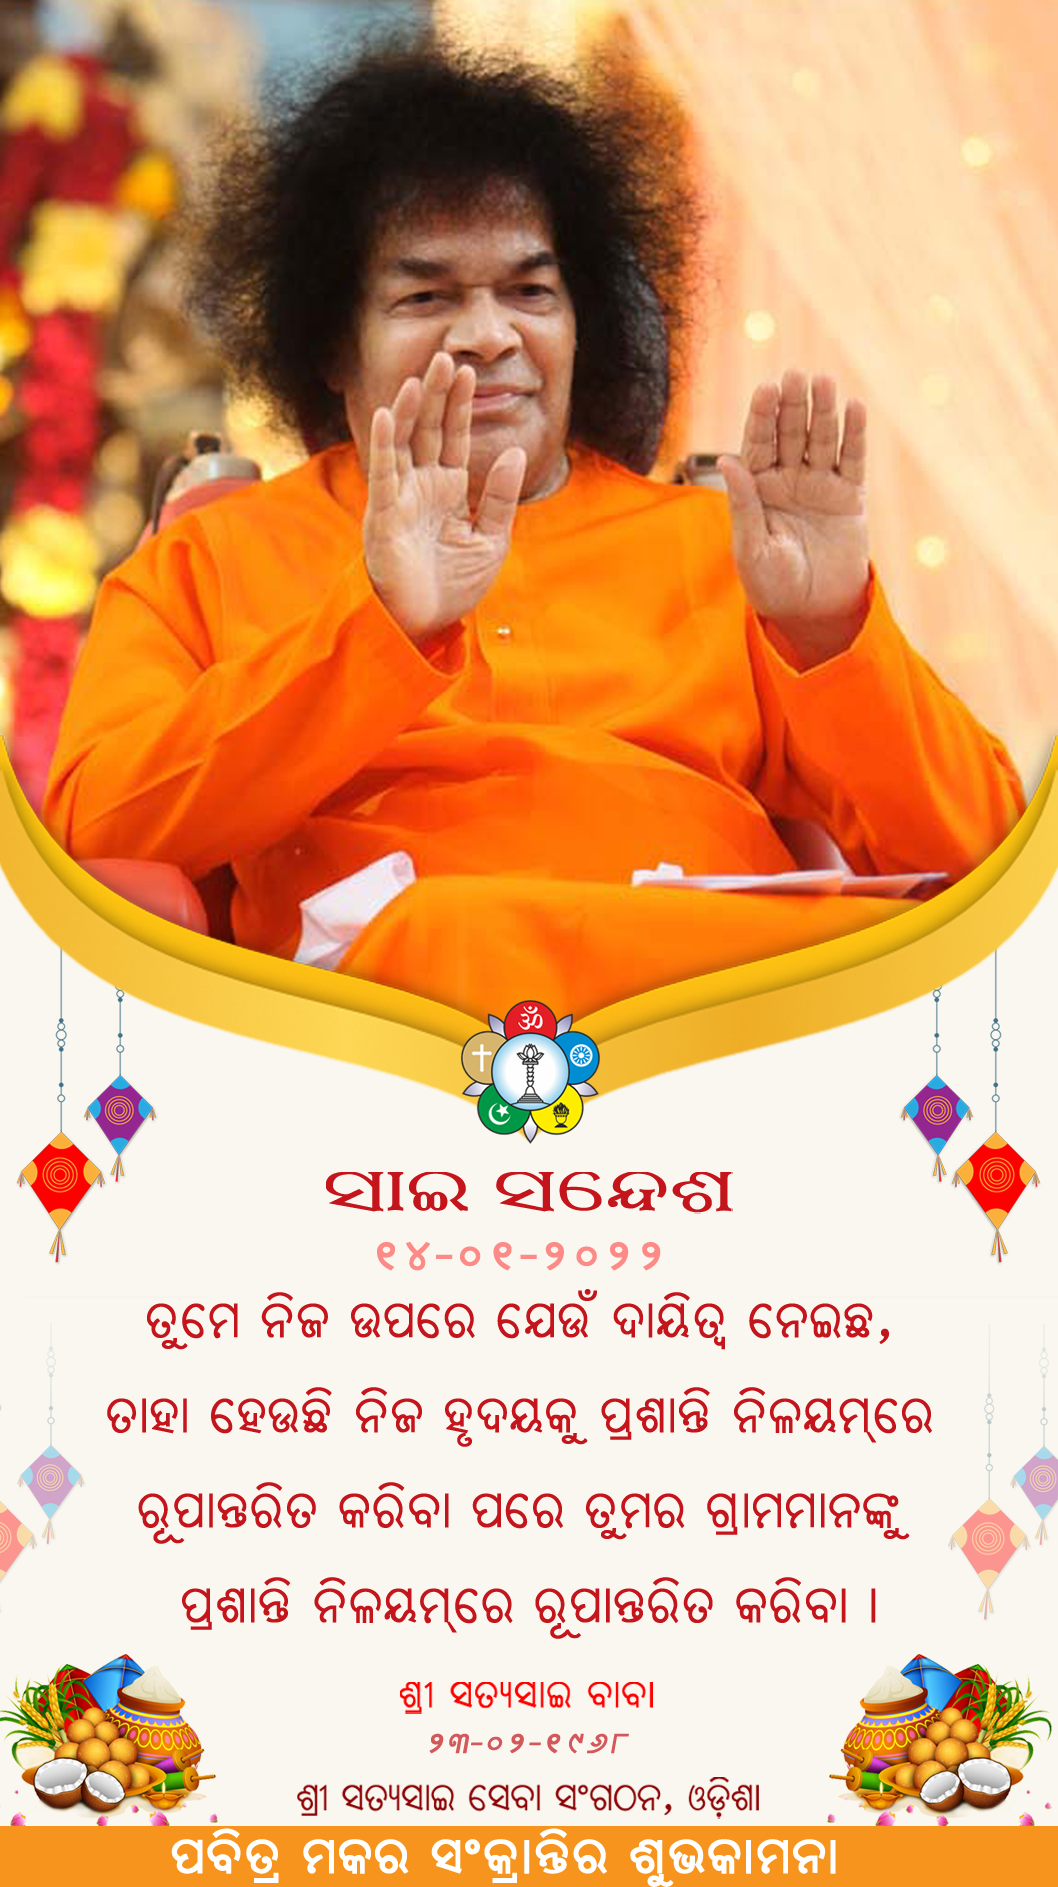 ॐ
ସାଇ ସନ୍ଦେଶ
୧୪-୦୧-୨୦୨୨
ତୁମେ ନିଜ ଉପରେ ଯେଉଁ ଦାୟିତ୍ୱ ନେଇଛ,
ତାହା ହେଉଛି ନିଜ ହୃଦୟକୁ ପ୍ରଶାନ୍ତି ନିଳୟମ୍‌ରେ
ରୂପାନ୍ତରିତ କରିବା ପରେ ତୁମର ଗ୍ରାମମାନଙ୍କୁ
ପ୍ରଶାନ୍ତି ନିଳୟମ୍‌ରେ ରୂପାନ୍ତରିତ କରିବା ।
ଶ୍ରୀ ସତ୍ୟସାଇ ବାବା
୨୩-୦୨-୧୯୬୮
ଶ୍ରୀ ସତ୍ୟସାଇ ସେବା ସଂଗଠନ, ଓଡ଼ିଶା
ପବିତ୍ର ମକର ସଂକ୍ରାନ୍ତିର ଶୁଭକାମନା